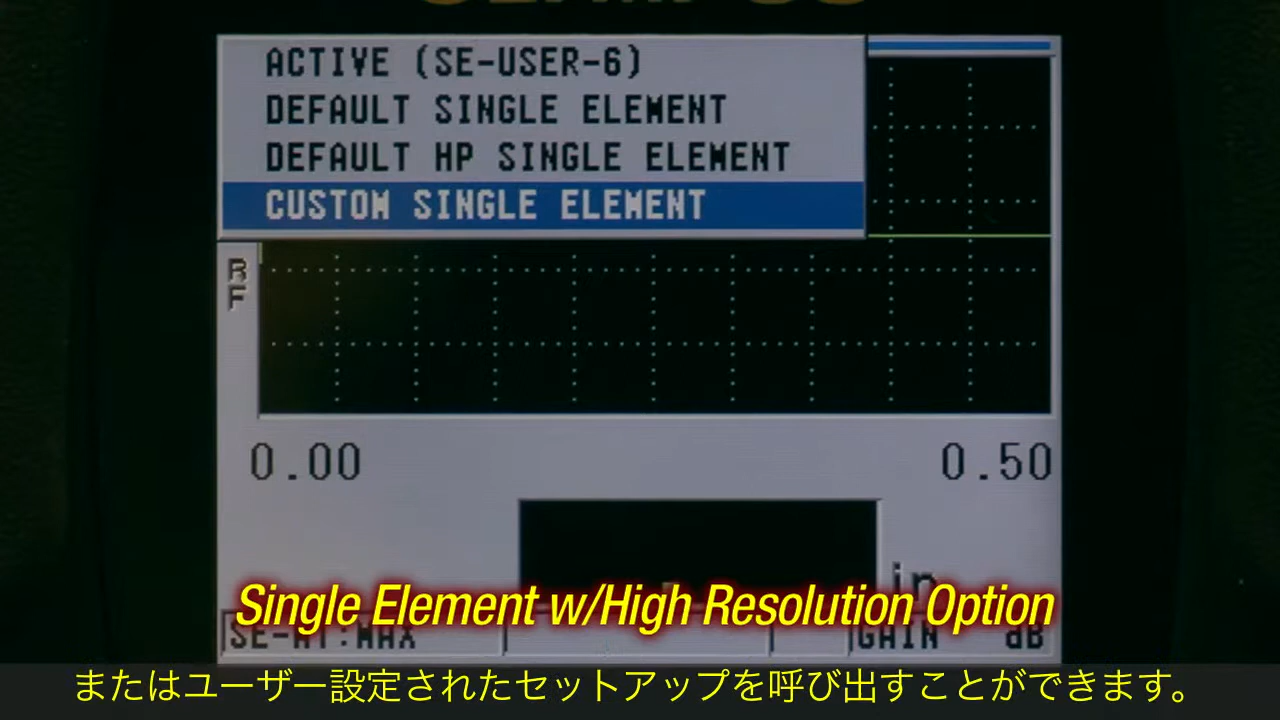 ACTIVE (SE-USER-6)
DEFAULT SINGLE ELEMENT
DEFAULT HP SINGLE ELEMENT
CUSTOM SINGLE ELEMENT
RF
0.00 0.50
in
Single Element w/High Resolution Option
GAIN dB
またはユーザー設定されたセットアップを呼び出すことができます。